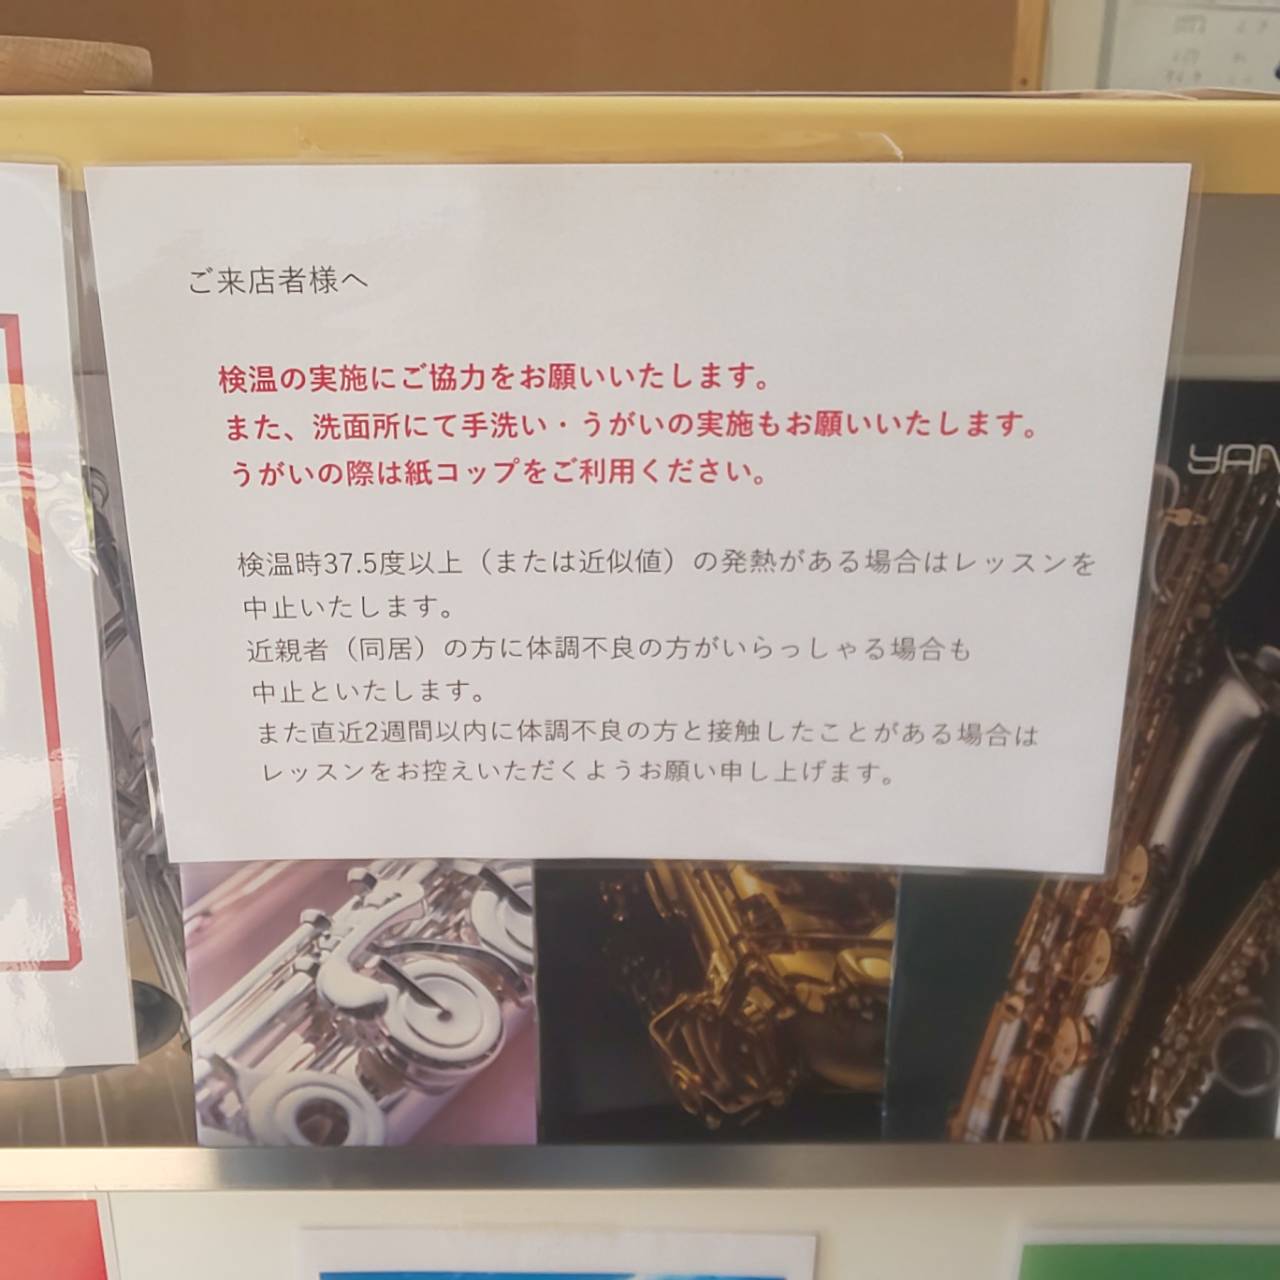 ご来店者様へ
検温の実施にご協力をお願いいたします。
また、洗面所にて手洗い・うがいの実施もお願いいたします。
うがいの際は紙コップをご利用ください。
検温時37.5度以上（または近似値）の発熱がある場合はレッスンを
中止いたします。
近親者（同居）の方に体調不良の方がいらっしゃる場合も
中止といたします。
また直近2週間以内に体調不良の方と接触したことがある場合は
レッスンをお控えいただくようお願い申し上げます。
YAN